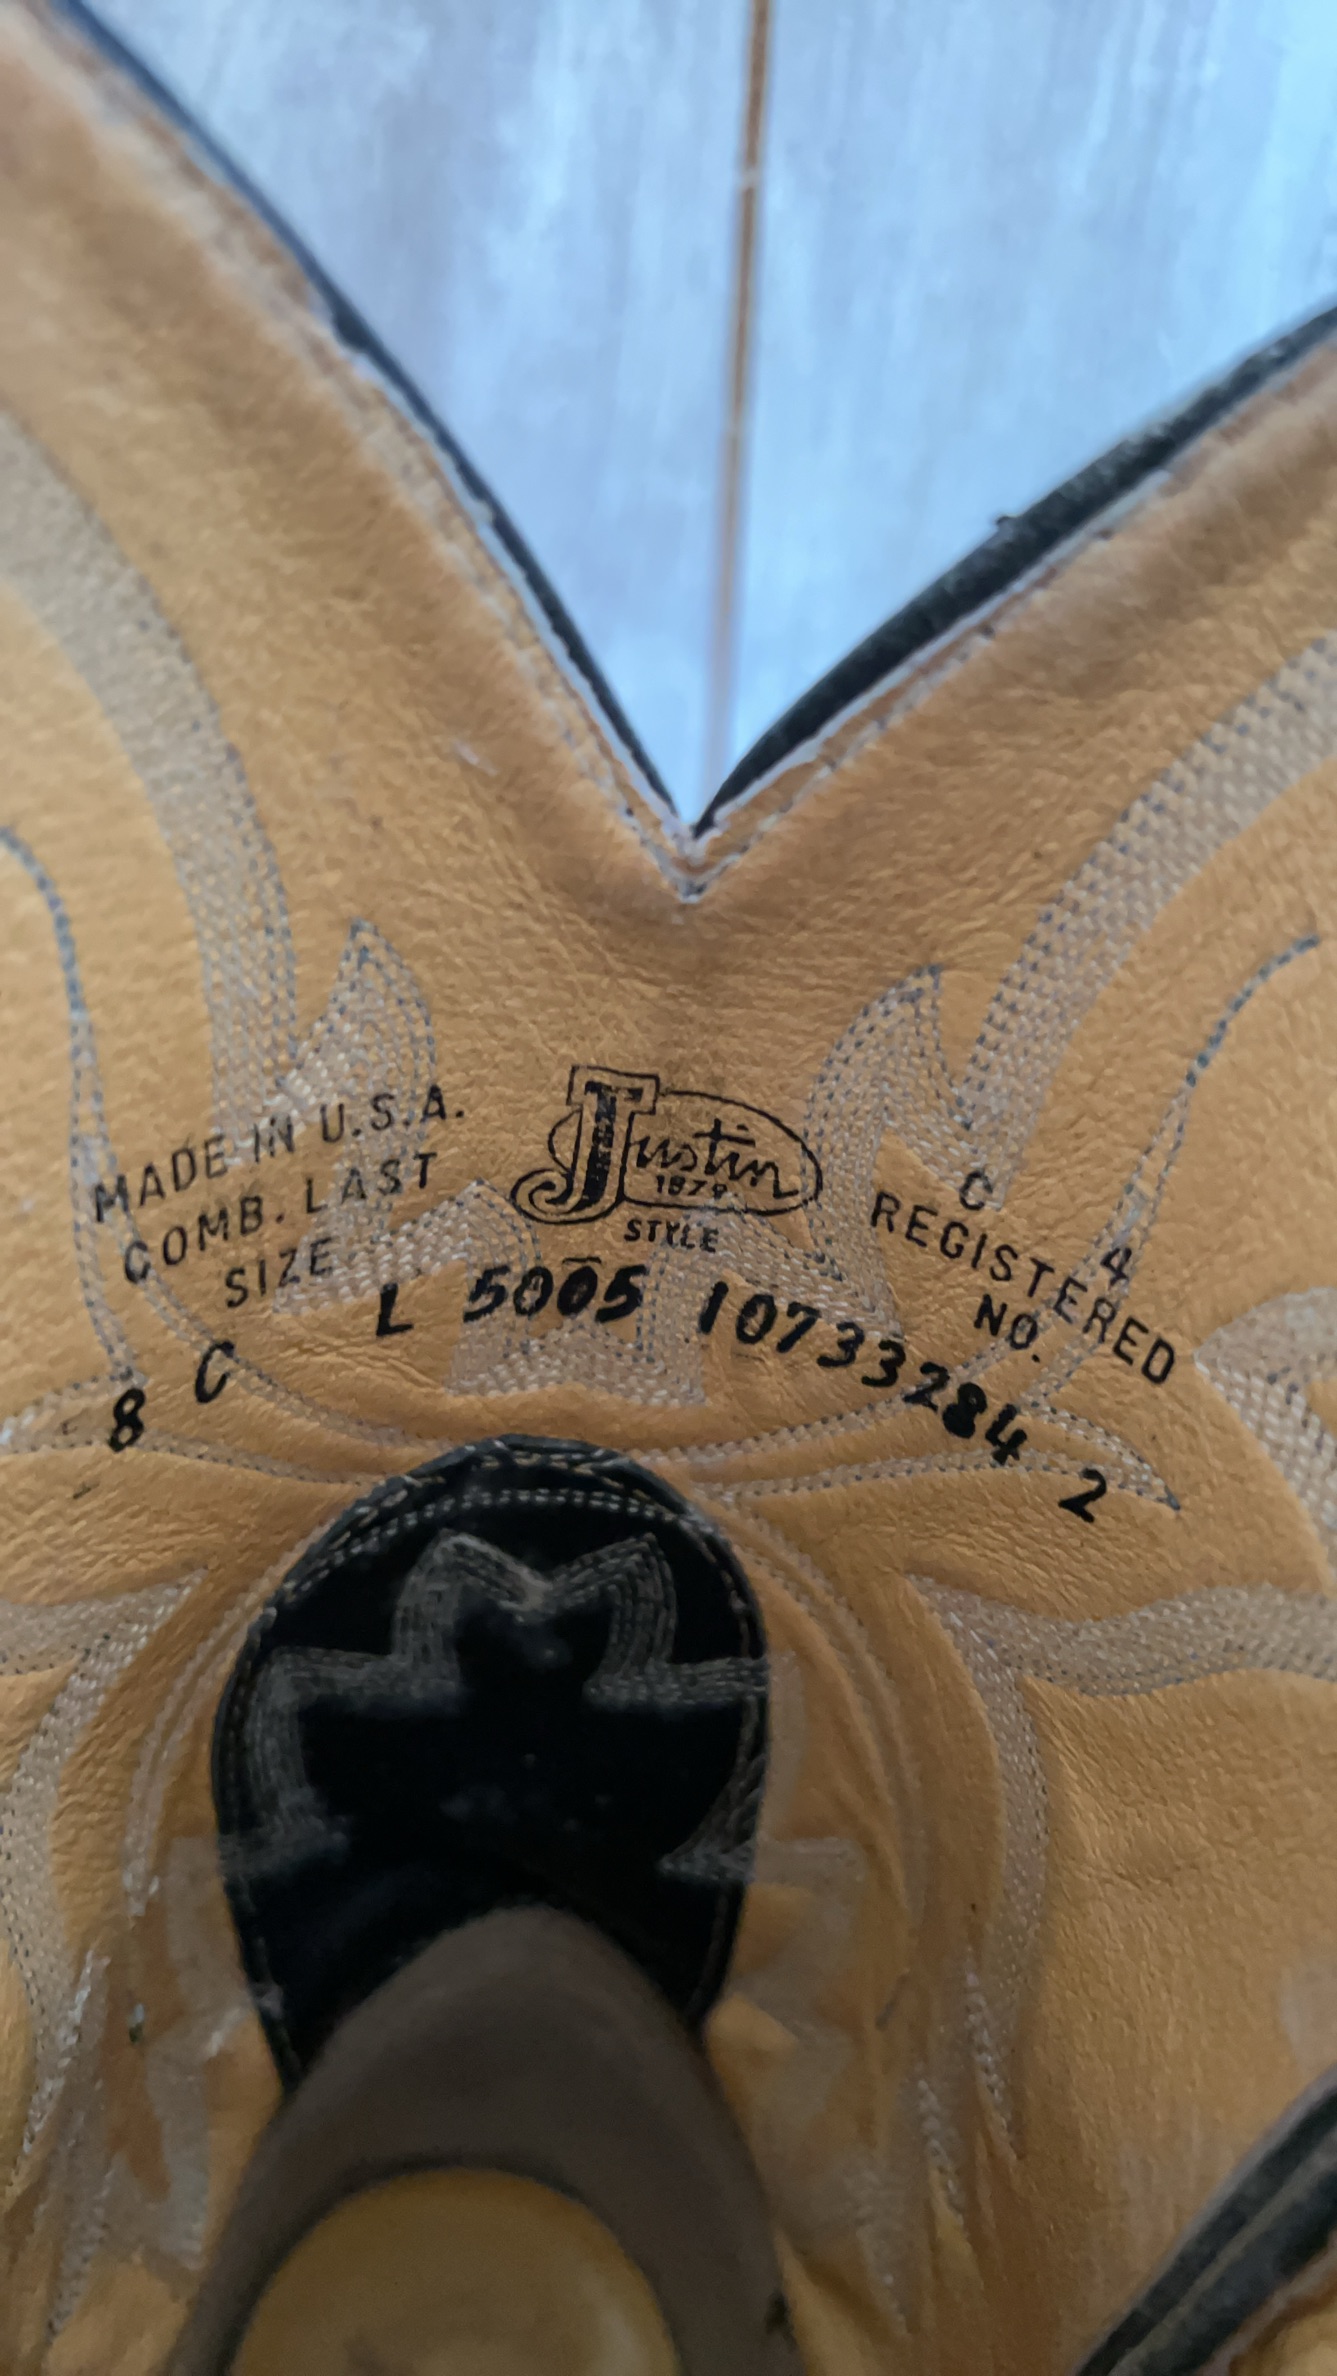 MADE IN U.S.A.
COMB. LAST
SIZE
8 C
Justin
1879
STYLE
L 5005 10733284 2
C 4
REGISTERED
NO.